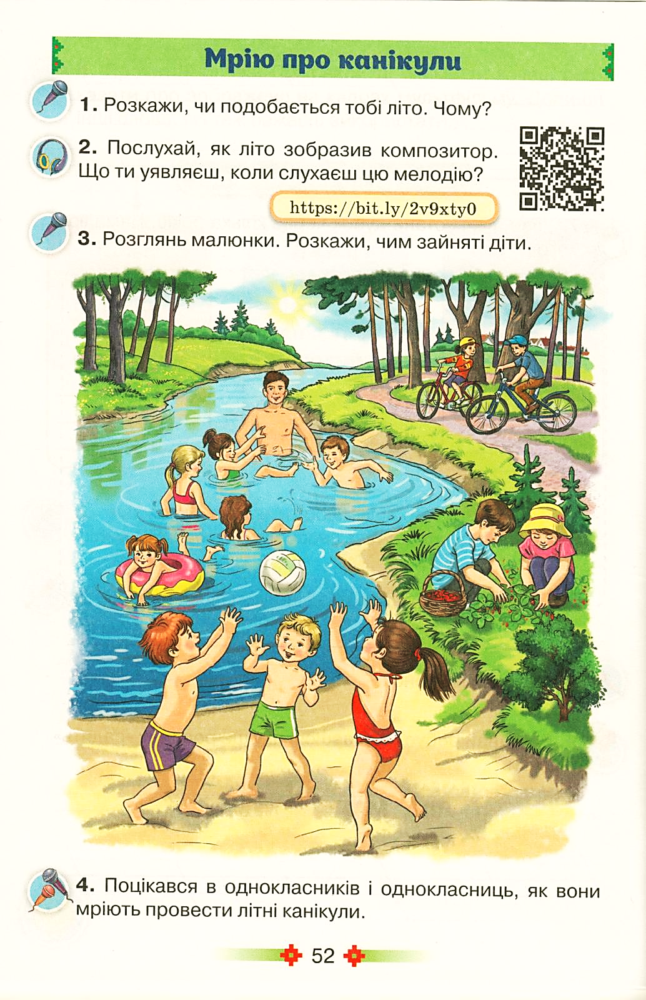 Мрію про канікули
1. Розкажи, чи подобається тобі літо. Чому?
2. Послухай, як літо зобразив композитор.
Що ти уявляєш, коли слухаєш цю мелодію?
https://bit.ly/2v9xty0
3. Розглянь малюнки. Розкажи, чим зайняті діти.
4. Поцікався в однокласників і однокласниць, як вони
мріють провести літні канікули.
52